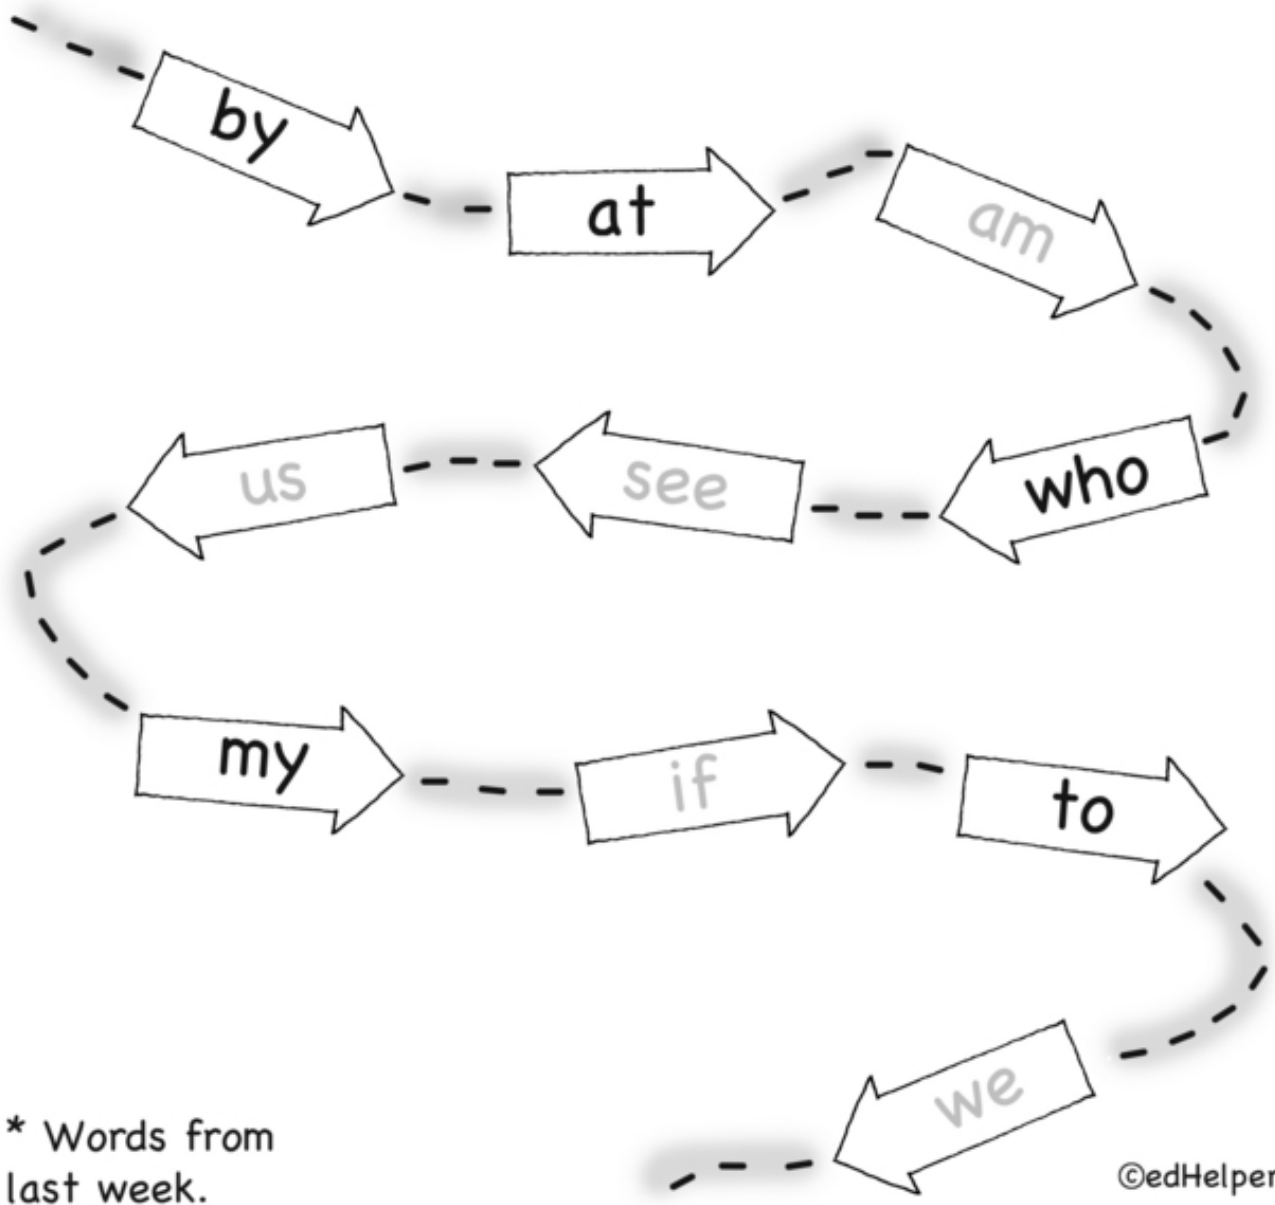 by
at
am
who
see
us
my
if
to
we
* Words from
last week.
©edHelper